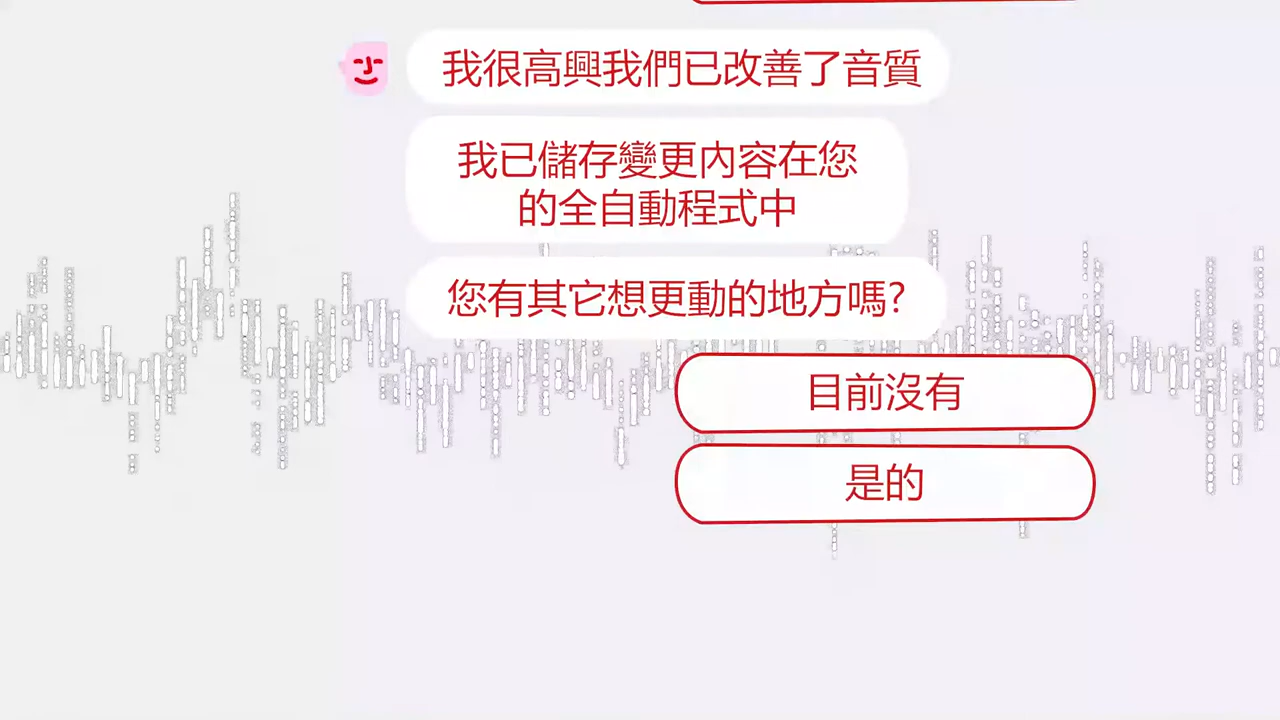 我很高興我們已改善了音質
我已儲存變更內容在您
的全自動程式中
您有其它想更動的地方嗎?
目前沒有
是的